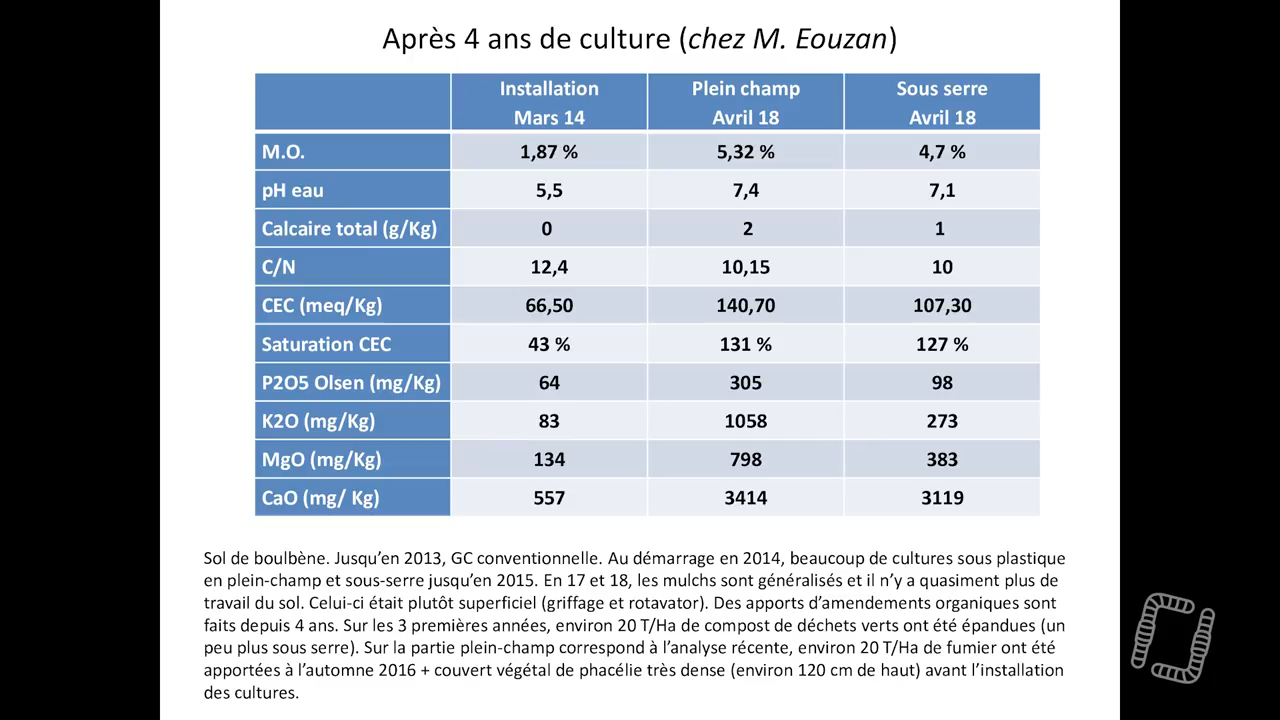 Après 4 ans de culture (chez M. Eouzan)
Installation Mars 14 Plein champ Avril 18 Sous serre Avril 18
M.O. 1,87 % 5,32 % 4,7 %
pH eau 5,5 7,4 7,1
Calcaire total (g/Kg) 0 2 1
C/N 12,4 10,15 10
CEC (meq/Kg) 66,50 140,70 107,30
Saturation CEC 43 % 131 % 127 %
P2O5 Olsen (mg/Kg) 64 305 98
K2O (mg/Kg) 83 1058 273
MgO (mg/Kg) 134 798 383
CaO (mg/ Kg) 557 3414 3119
Sol de boulbène. Jusqu'en 2013, GC conventionnelle. Au démarrage en 2014, beaucoup de cultures sous plastique
en plein-champ et sous-serre jusqu'en 2015. En 17 et 18, les mulchs sont généralisés et il n'y a quasiment plus de
travail du sol. Celui-ci était plutôt superficiel (griffage et rotavator). Des apports d'amendements organiques sont
faits depuis 4 ans. Sur les 3 premières années, environ 20 T/Ha de compost de déchets verts ont été épandues (un
peu plus sous serre). Sur la partie plein-champ correspond à l'analyse récente, environ 20 T/Ha de fumier ont été
apportées à l'automne 2016 + couvert végétal de phacélie très dense (environ 120 cm de haut) avant l'installation
des cultures.